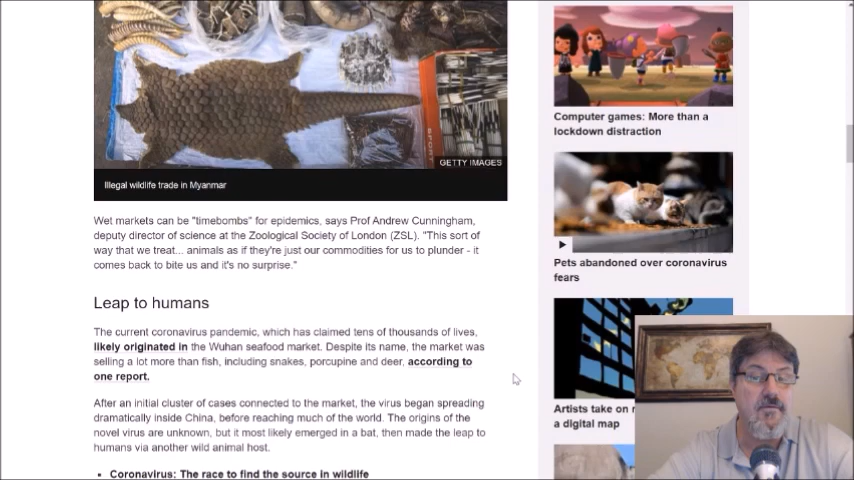 GETTY IMAGES
Illegal wildlife trade in Myanmar
Wet markets can be "timebombs" for epidemics, says Prof Andrew Cunningham,
deputy director of science at the Zoological Society of London (ZSL). "This sort of
way that we treat... animals as if they're just our commodities for us to plunder - it
comes back to bite us and it's no surprise."
Leap to humans
The current coronavirus pandemic, which has claimed tens of thousands of lives,
likely originated in the Wuhan seafood market. Despite its name, the market was
selling a lot more than fish, including snakes, porcupine and deer, according to
one report.
After an initial cluster of cases connected to the market, the virus began spreading
dramatically inside China, before reaching much of the world. The origins of the
novel virus are unknown, but it most likely emerged in a bat, then made the leap to
humans via another wild animal host.
Coronavirus: The race to find the source in wildlife
Computer games: More than a
lockdown distraction
Pets abandoned over coronavirus
fears
Artists take on
a digital map